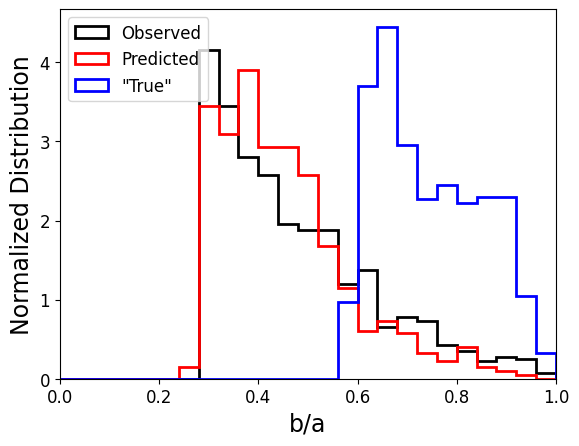 Observed
Predicted
"True"
Normalized Distribution
4
3
2
1
0
0.0 0.2 0.4 0.6 0.8 1.0
b/a